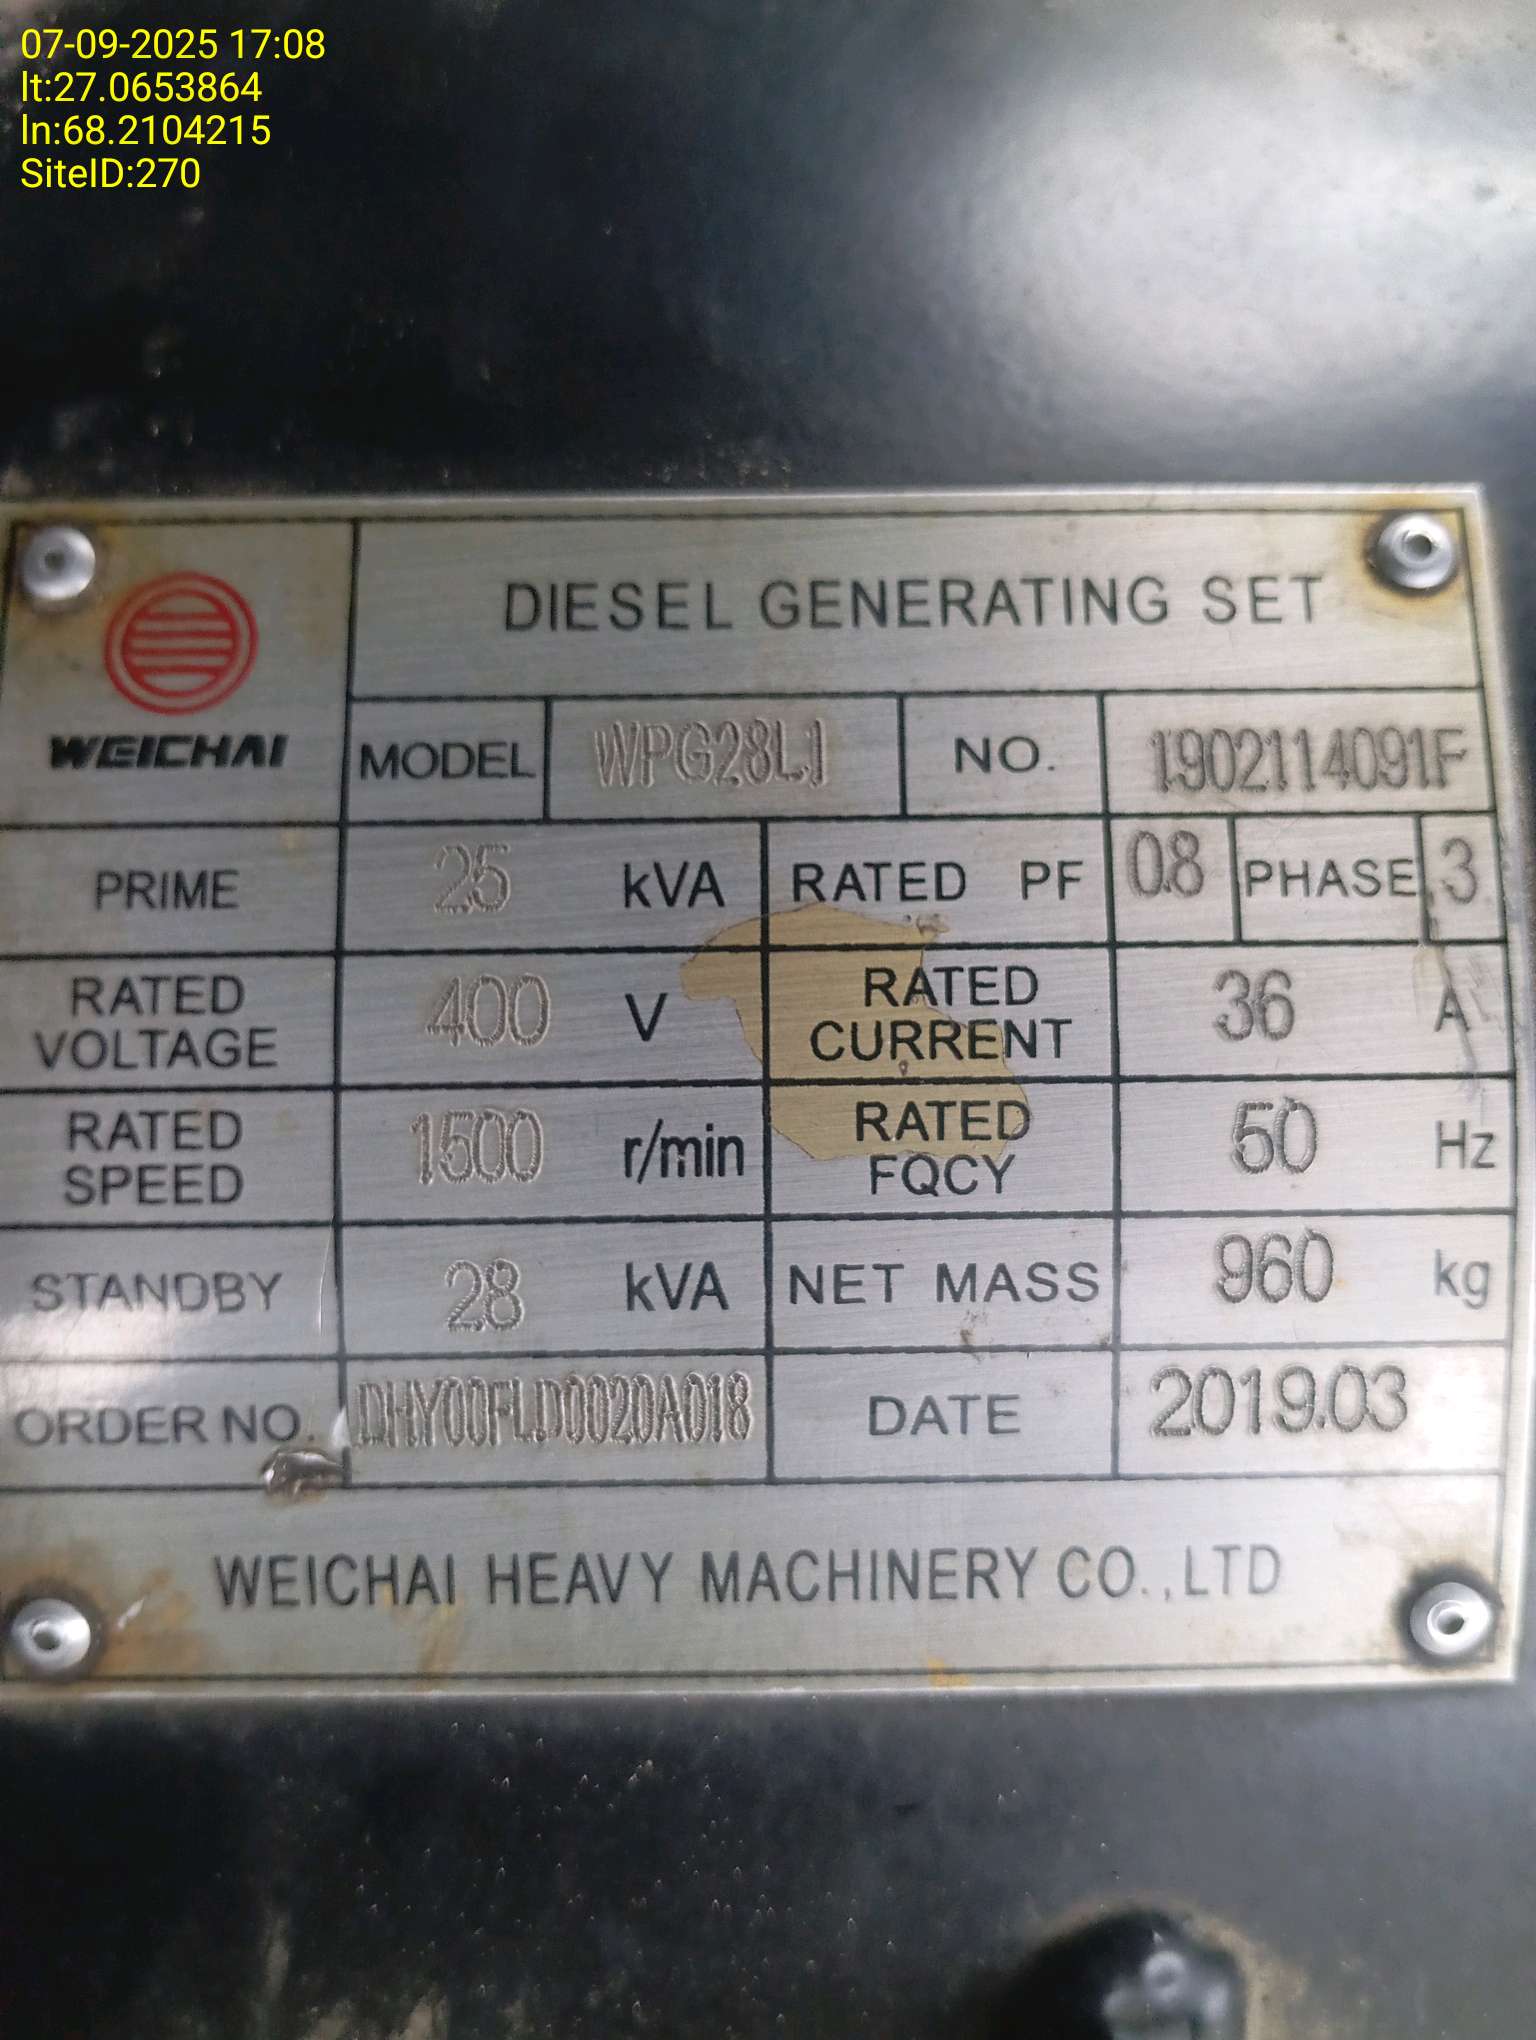 07-09-2025 17:08
lt:27.0653864
ln:68.2104215
SiteID:270
DIESEL GENERATING SET
WEICHAI
MODEL WPG28L1 NO. 1902114091F
PRIME 25 kVA RATED PF 0.8 PHASE 3
RATED VOLTAGE 400 V RATED CURRENT 36 A
RATED SPEED 1500 r/min RATED FQCY 50 Hz
STANDBY 28 kVA NET MASS 960 kg
ORDER NO. DHY00FLD0020A018 DATE 2019.03
WEICHAI HEAVY MACHINERY CO.,LTD